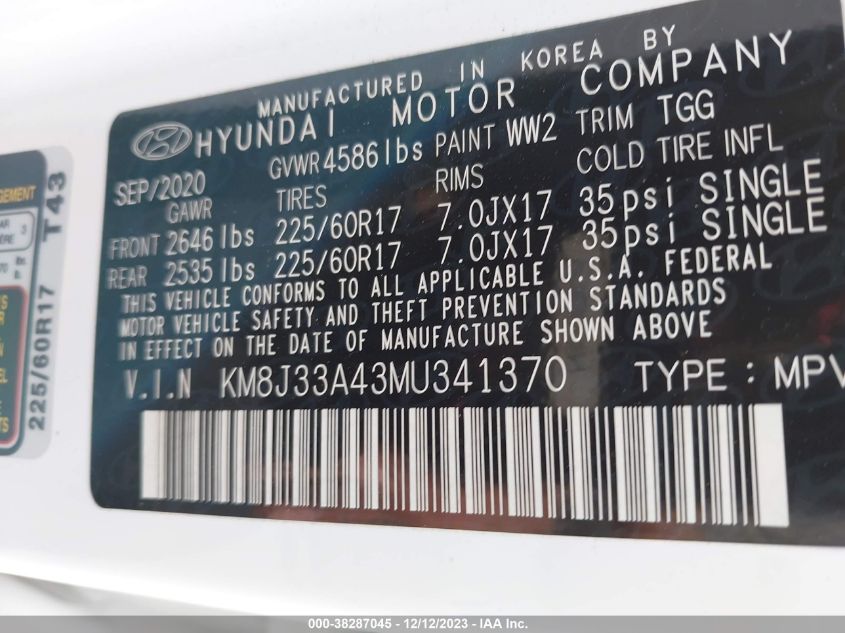 MANUFACTURED IN KOREA BY
HYUNDAI MOTOR COMPANY
SEP/2020 GVWR 4586 lbs PAINT WW2 TRIM TGG
GAWR TIRES RIMS COLD TIRE INFL
FRONT 2646 lbs 225/60R17 7.0JX17 35psi SINGLE
REAR 2535 lbs 225/60R17 7.0JX17 35psi SINGLE
THIS VEHICLE CONFORMS TO ALL APPLICABLE U.S.A. FEDERAL
MOTOR VEHICLE SAFETY AND THEFT PREVENTION STANDARDS
IN EFFECT ON THE DATE OF MANUFACTURE SHOWN ABOVE
V.I.N KM8J33A43MU341370 TYPE : MPV
225/60R17 T43
000-38287045 - 12/12/2023 - IAA Inc.